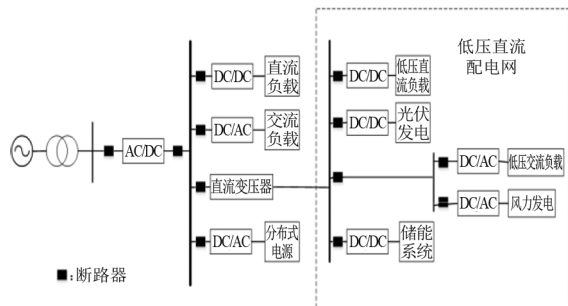 低压直流
配电网
DC/DC
直流
负载
DC/DC
低压直
流负载
DC/AC
交流
负载
DC/DC
光伏
发电
AC/DC
DC/AC
低压交流负载
直流变压器
DC/AC
风力发电
DC/AC
分布式
电源
DC/DC
储能
系统
■:断路器